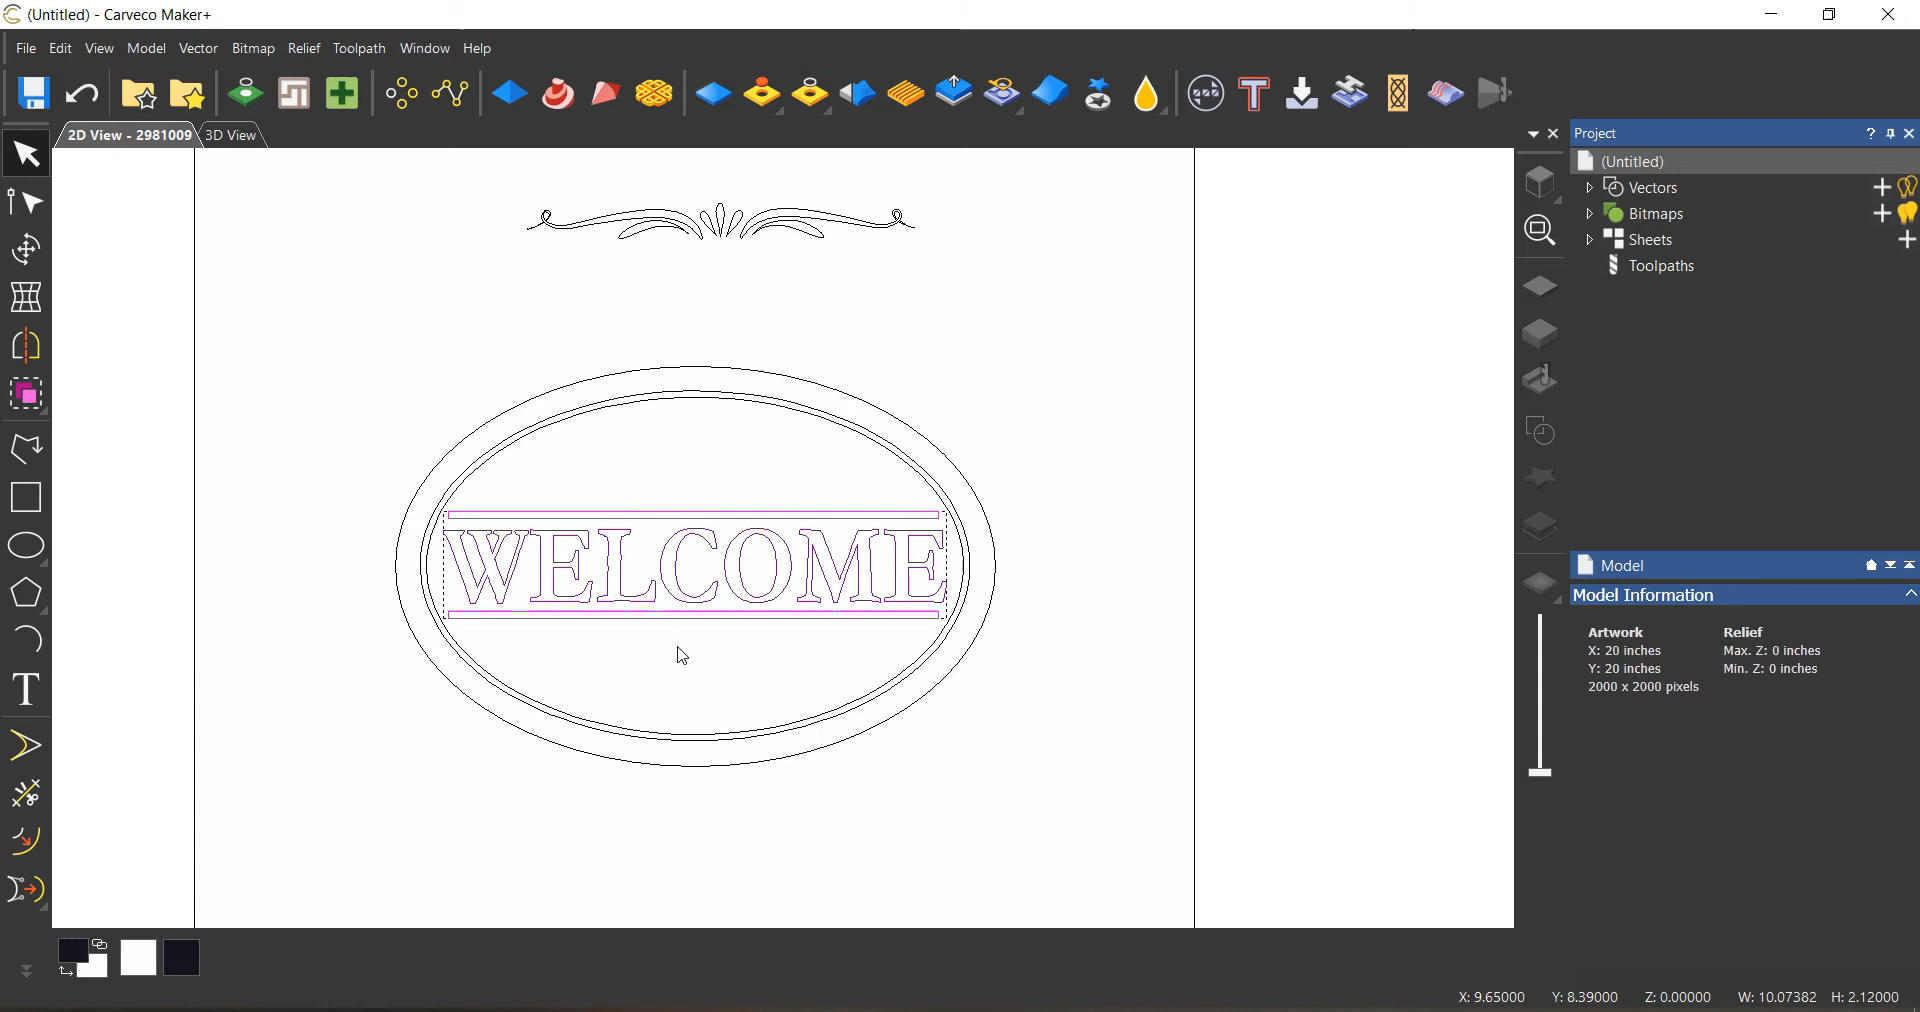 (Untitled) - Carveco Maker+
File Edit View Model Vector Bitmap Relief Toolpath Window Help
2D View - 2981009 3D View
Project
(Untitled)
Vectors
Bitmaps
Sheets
Toolpaths
WELCOME
Model
Model Information
Artwork Relief
X: 20 inches Max. Z: 0 inches
Y: 20 inches Min. Z: 0 inches
2000 x 2000 pixels
X: 9.65000 Y: 8.39000 Z: 0.00000 W: 10.07382 H: 2.12000